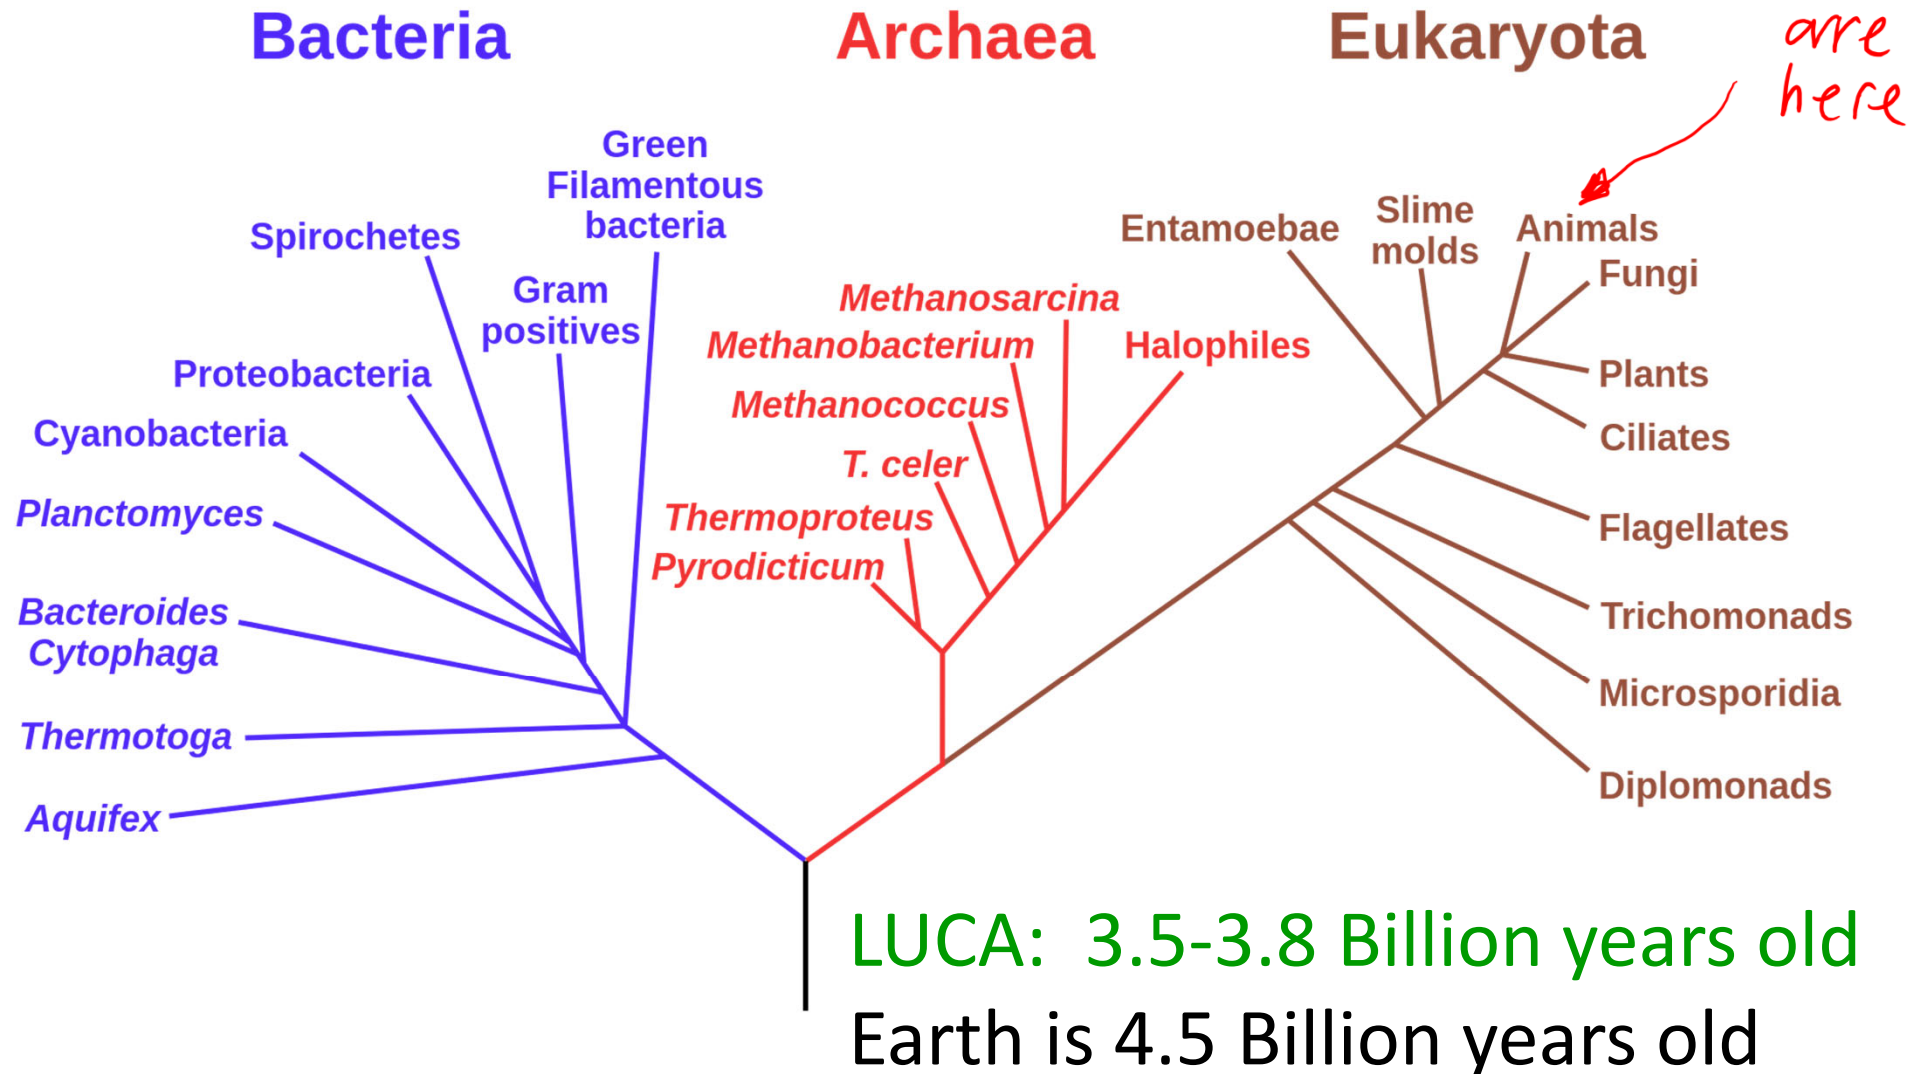 Bacteria
Archaea
Eukaryota
are
here
Green
Filamentous
bacteria
Spirochetes
Gram
positives
Proteobacteria
Cyanobacteria
Planctomyces
Bacteroides
Cytophaga
Thermotoga
Aquifex
Methanosarcina
Methanobacterium
Halophiles
Methanococcus
T. celer
Thermoproteus
Pyrodicticum
Entamoebae
Slime
molds
Animals
Fungi
Plants
Ciliates
Flagellates
Trichomonads
Microsporidia
Diplomonads
LUCA: 3.5-3.8 Billion years old
Earth is 4.5 Billion years old